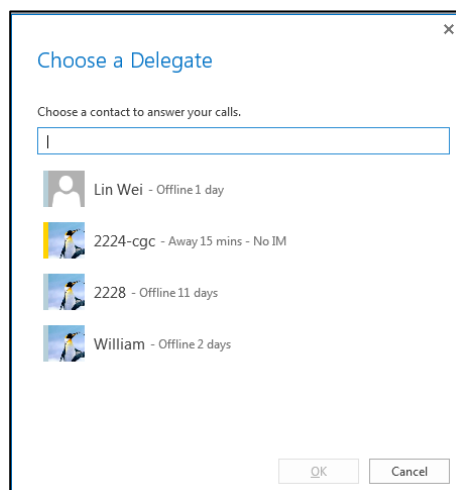 Choose a Delegate
Choose a contact to answer your calls.
Lin Wei - Offline 1 day
2224-cgc - Away 15 mins - No IM
2228 - Offline 11 days
William - Offline 2 days
OK Cancel